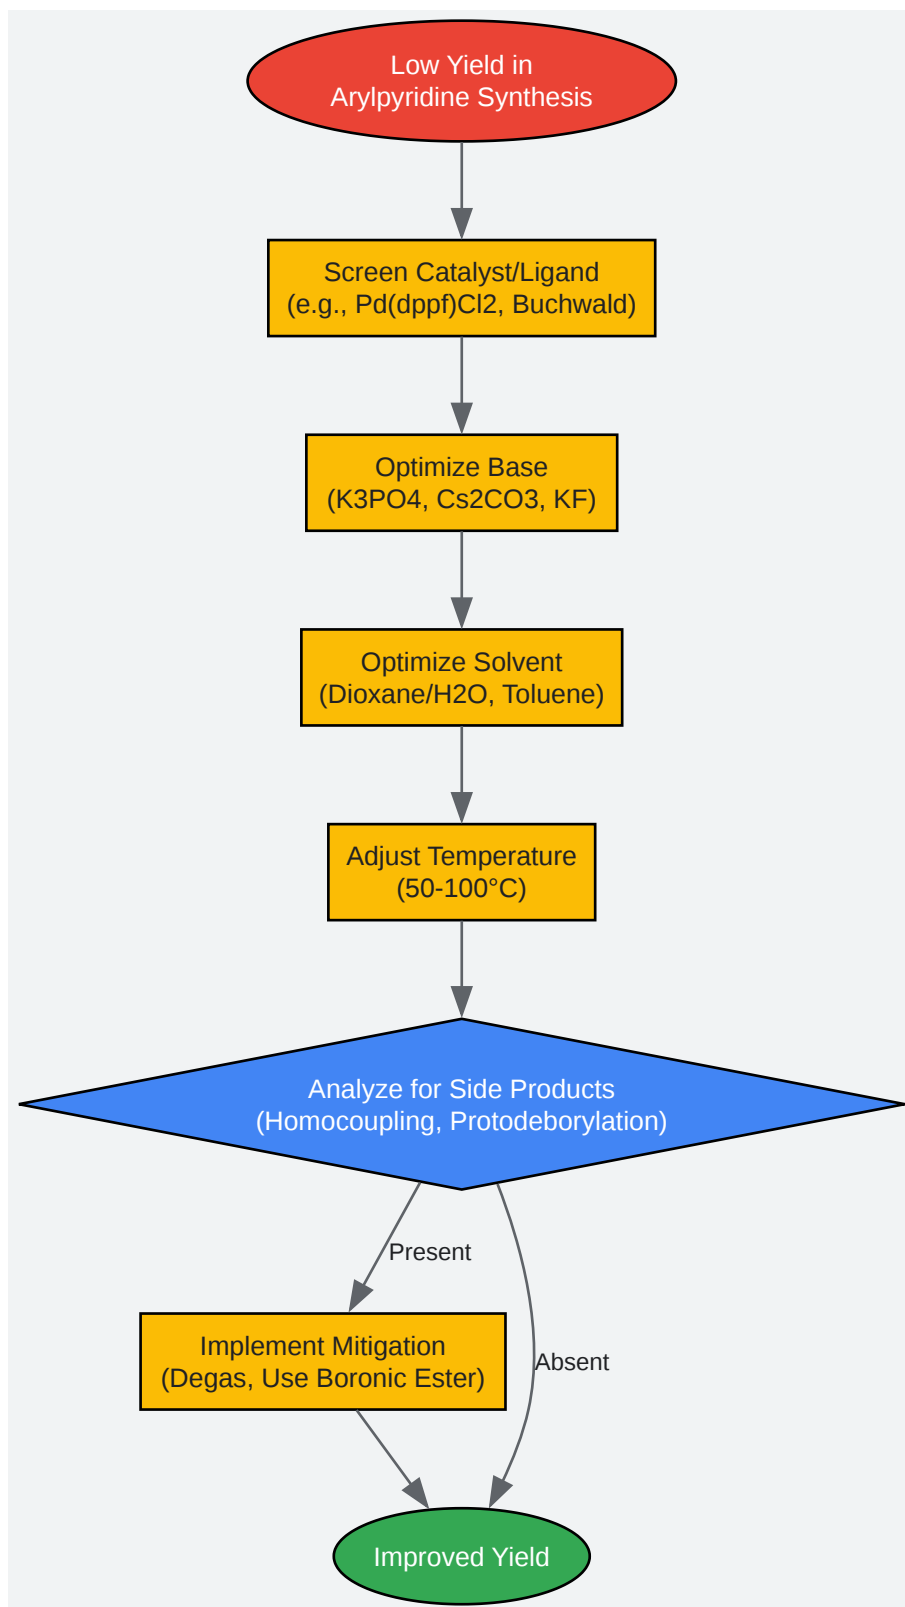 Low Yield in
Arylpyridine Synthesis
Screen Catalyst/Ligand
(e.g., Pd(dppf)Cl2, Buchwald)
Optimize Base
(K3PO4, Cs2CO3, KF)
Optimize Solvent
(Dioxane/H2O, Toluene)
Adjust Temperature
(50-100°C)
Analyze for Side Products
(Homocoupling, Protodeborylation)
Present
Implement Mitigation
(Degas, Use Boronic Ester)
Absent
Improved Yield